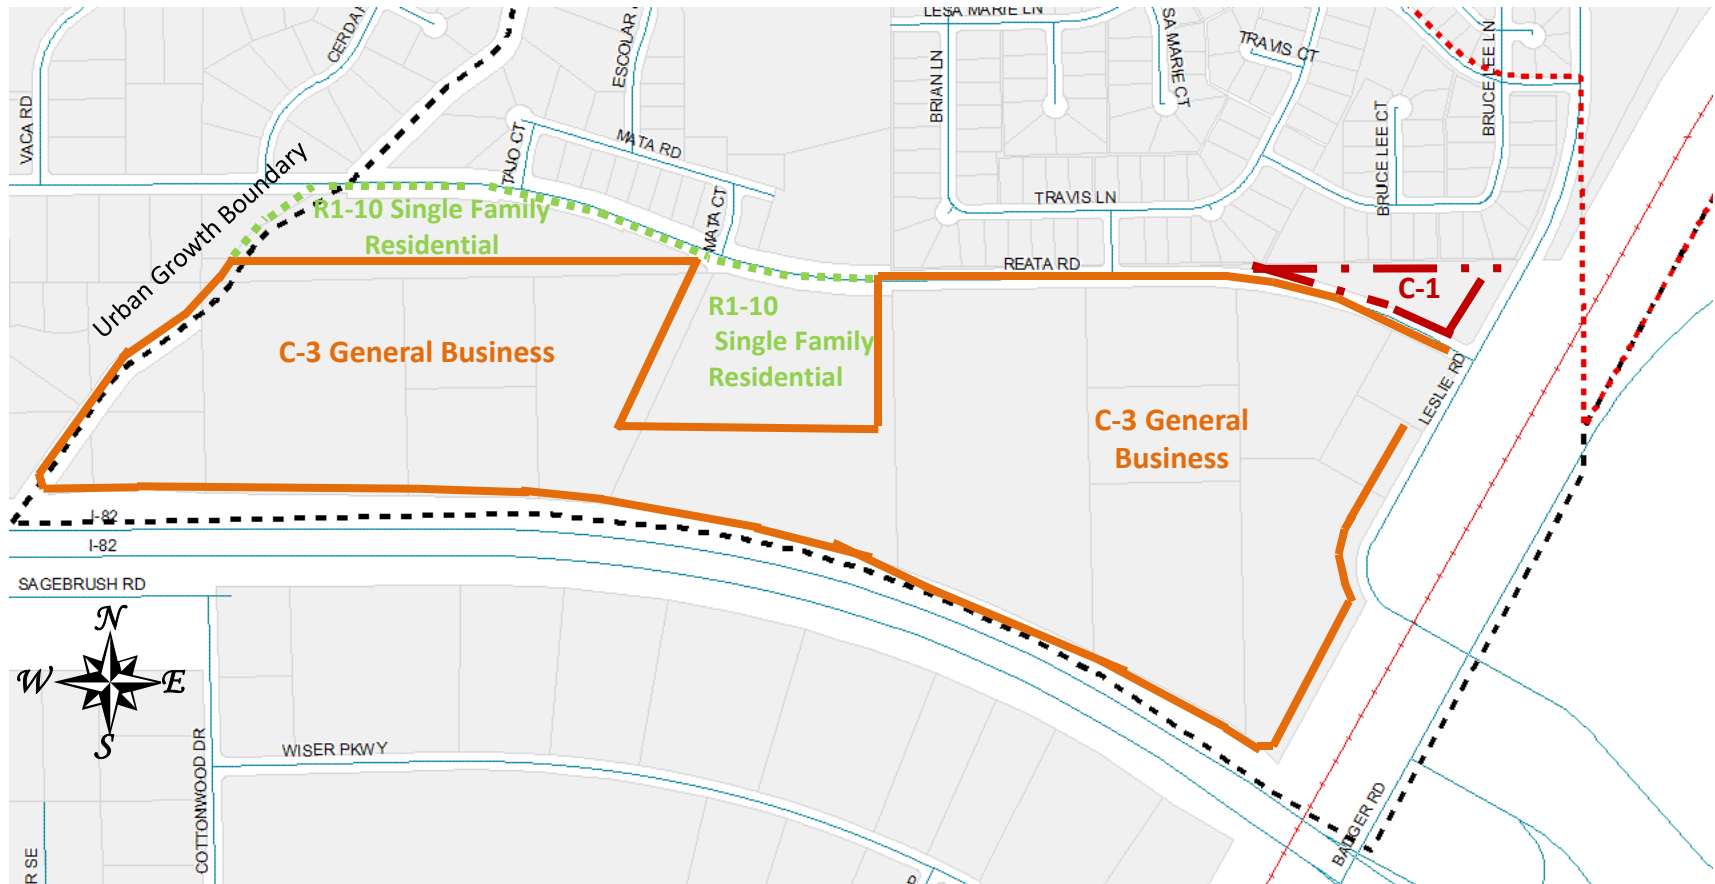 LESA MARIE LN
CERDA
ESCOLAR
SA MARIE CT
TRAVIS CT
BRIAN LN
BRUCE LEE LN
VACA RD
TAJO CT
MATA RD
BRUCE LEE CT
Urban Growth Boundary
R1-10 Single Family
Residential
MATA CT
TRAVIS LN
REATA RD
C-1
R1-10
Single Family
Residential
C-3 General Business
C-3 General
Business
LESLIE RD
I-82
I-82
SAGEBRUSH RD
N
W
E
S
WISER PKWY
COTTONWOOD DR
BADGER RD
R SE